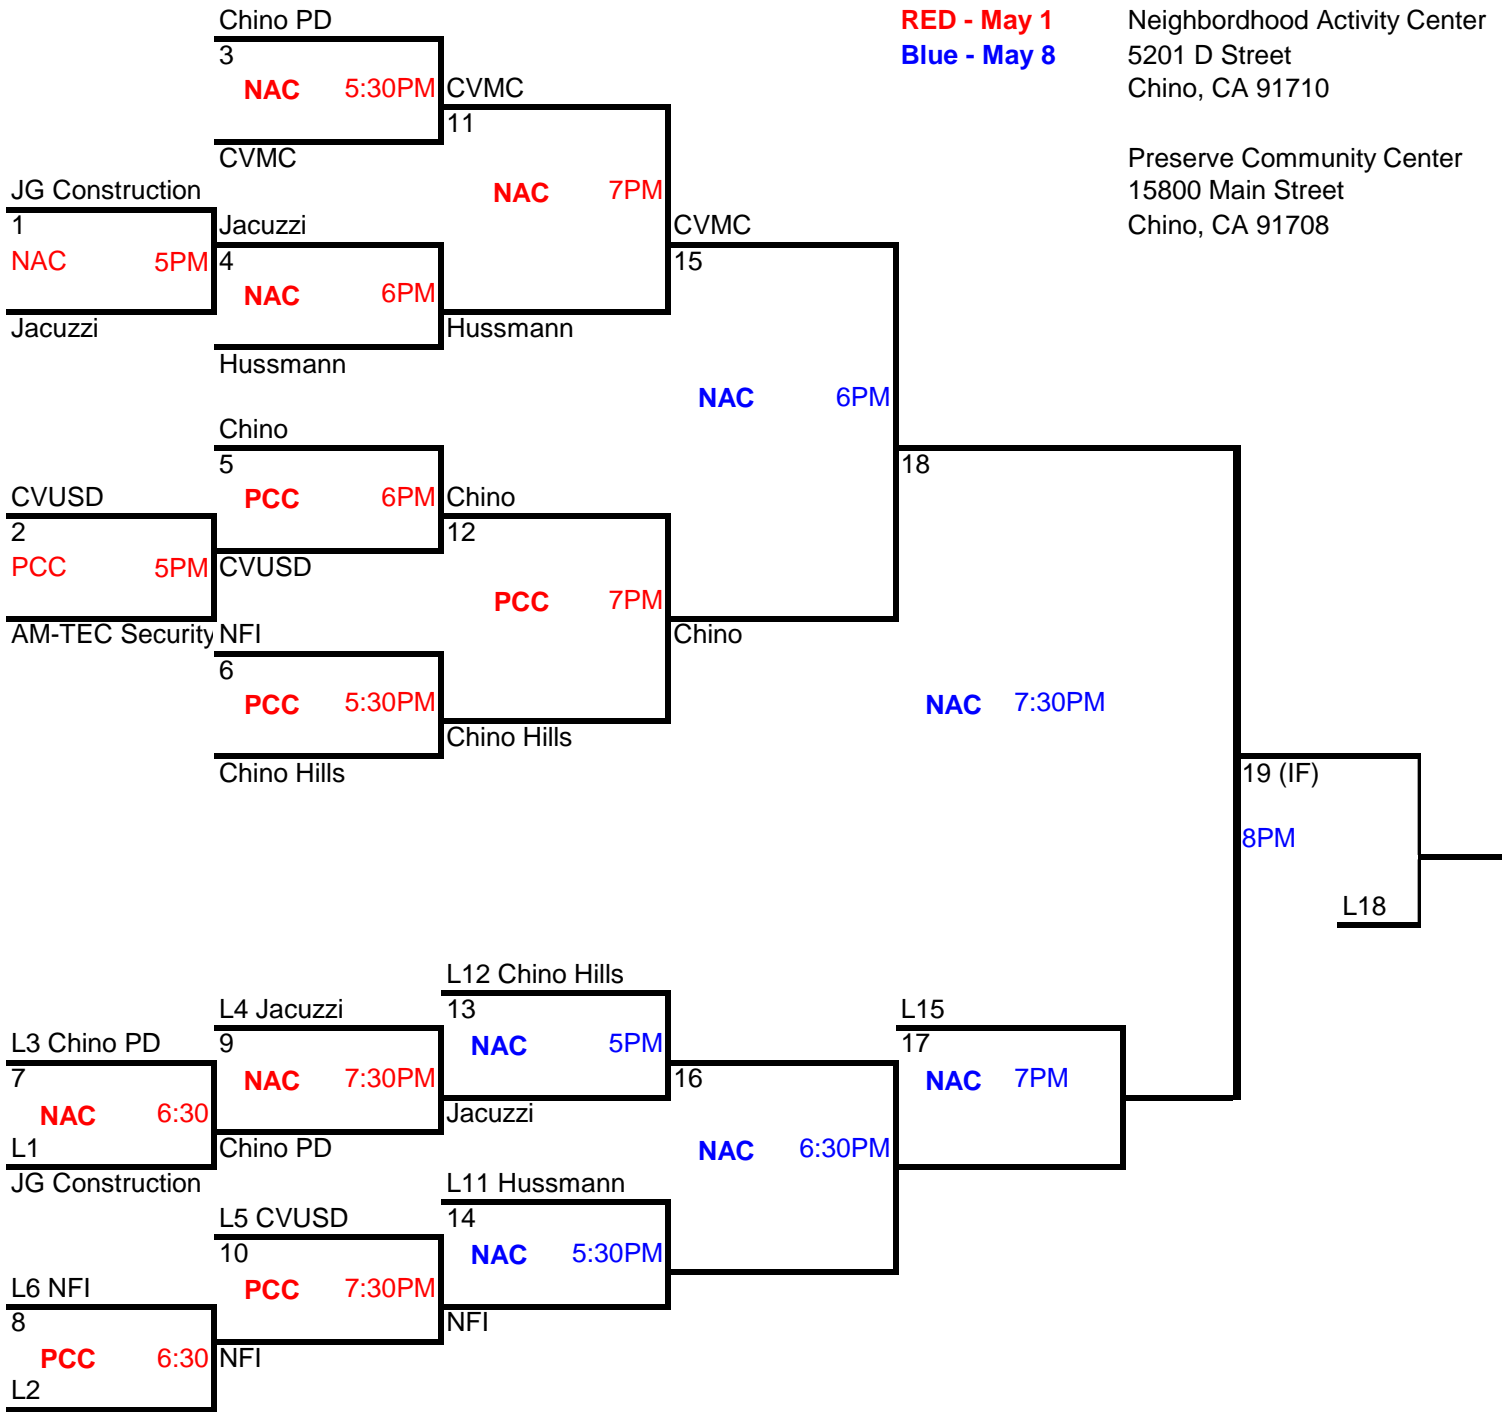 Chino PD
RED - May 1
Neighbordhood Activity Center
3
Blue - May 8
5201 D Street
NAC 5:30PM
CVMC
Chino, CA 91710
11
CVMC
Preserve Community Center
JG Construction
NAC 7PM
15800 Main Street
1
Jacuzzi
CVMC
Chino, CA 91708
NAC 5PM
4
15
NAC 6PM
Jacuzzi
Hussmann
Hussmann
NAC 6PM
Chino
5
18
CVUSD
PCC 6PM
Chino
2
12
PCC 5PM
CVUSD
PCC 7PM
AM-TEC Security
NFI
Chino
6
PCC 5:30PM
NAC 7:30PM
Chino Hills
Chino Hills
19 (IF)
8PM
L18
L12 Chino Hills
L4 Jacuzzi
13
L15
L3 Chino PD
9
NAC 5PM
17
7
NAC 7:30PM
16
NAC 7PM
NAC 6:30
Jacuzzi
L1
Chino PD
NAC 6:30PM
JG Construction
L11 Hussmann
L5 CVUSD
14
10
NAC 5:30PM
L6 NFI
PCC 7:30PM
8
NFI
PCC 6:30
NFI
L2